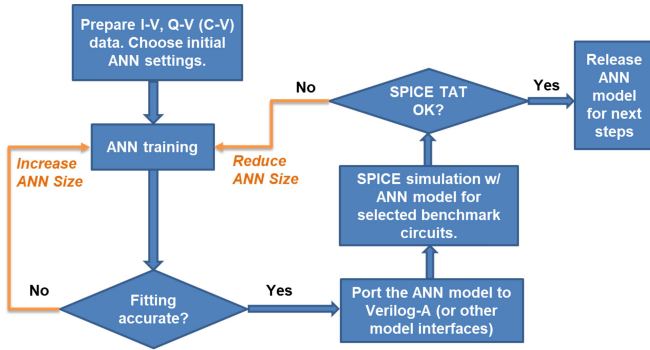 Prepare I-V, Q-V (C-V)
data. Choose initial
ANN settings.
ANN training
Increase
ANN Size
No
Fitting
accurate?
Yes
Port the ANN model to
Verilog-A (or other
model interfaces)
SPICE simulation w/
ANN model for
selected benchmark
circuits.
SPICE TAT
OK?
No
Reduce
ANN Size
Yes
Release
ANN
model
for next
steps